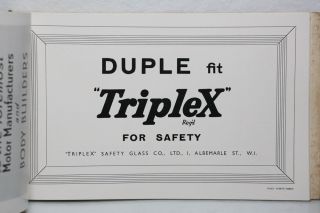 DUPLE fit
"TripleX"
Regd
FOR SAFETY
"TRIPLEX" SAFETY GLASS CO., LTD., 1, ALBEMARLE ST., W.1.
Motor Manufacturers
and
BODY BUILDERS